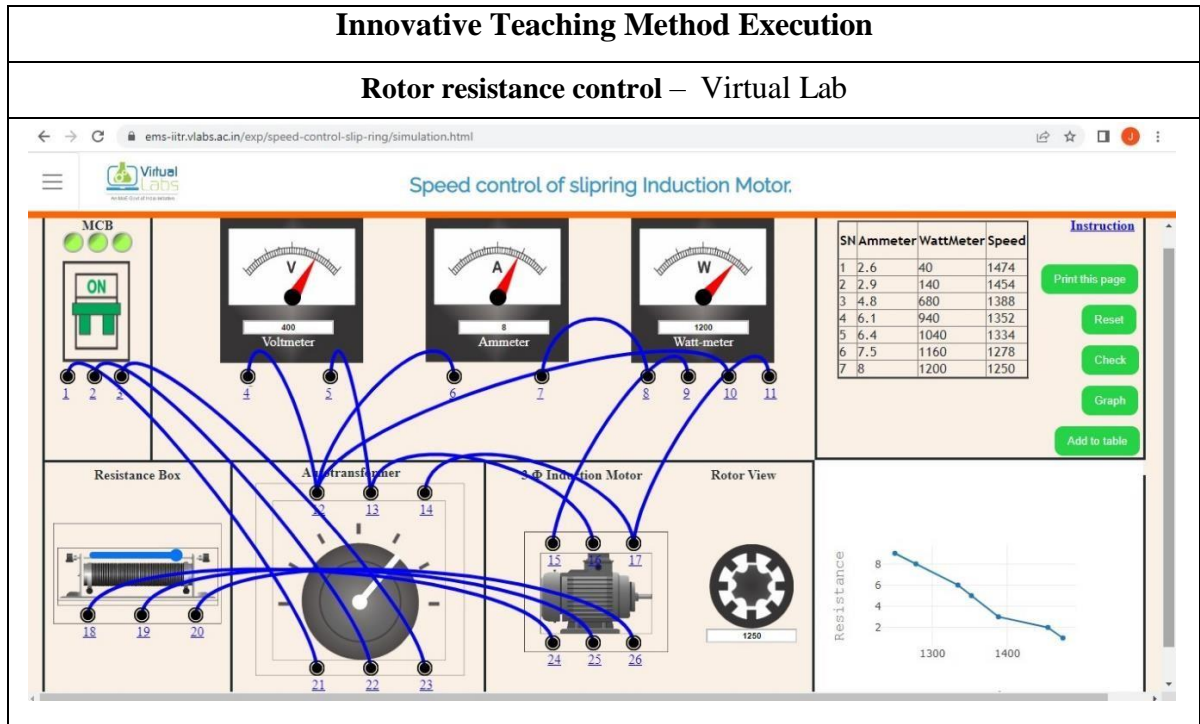 Innovative Teaching Method Execution
Rotor resistance control – Virtual Lab
ems-iitr.vlabs.ac.in/exp/speed-control-slip-ring/simulation.html
J
Virtual
Labs
Speed control of slipring Induction Motor.
MCB
ON
V
400
Voltmeter
A
8
Ammeter
W
1200
Watt-meter
1 2 3 4 5 6 7 8 9 10 11
SN Ammeter WattMeter Speed
1 2.6 40 1474
2 2.9 140 1454
3 4.8 680 1388
4 6.1 940 1352
5 6.4 1040 1334
6 7.5 1160 1278
7 8 1200 1250
Instruction
Print this page
Reset
Check
Graph
Add to table
Resistance Box
18 19 20
Autotransformer
12 13 14
21 22 23
3 Φ Induction Motor
15 16 17
24 25 26
Rotor View
1250
Resistance
8
6
4
2
1300 1400